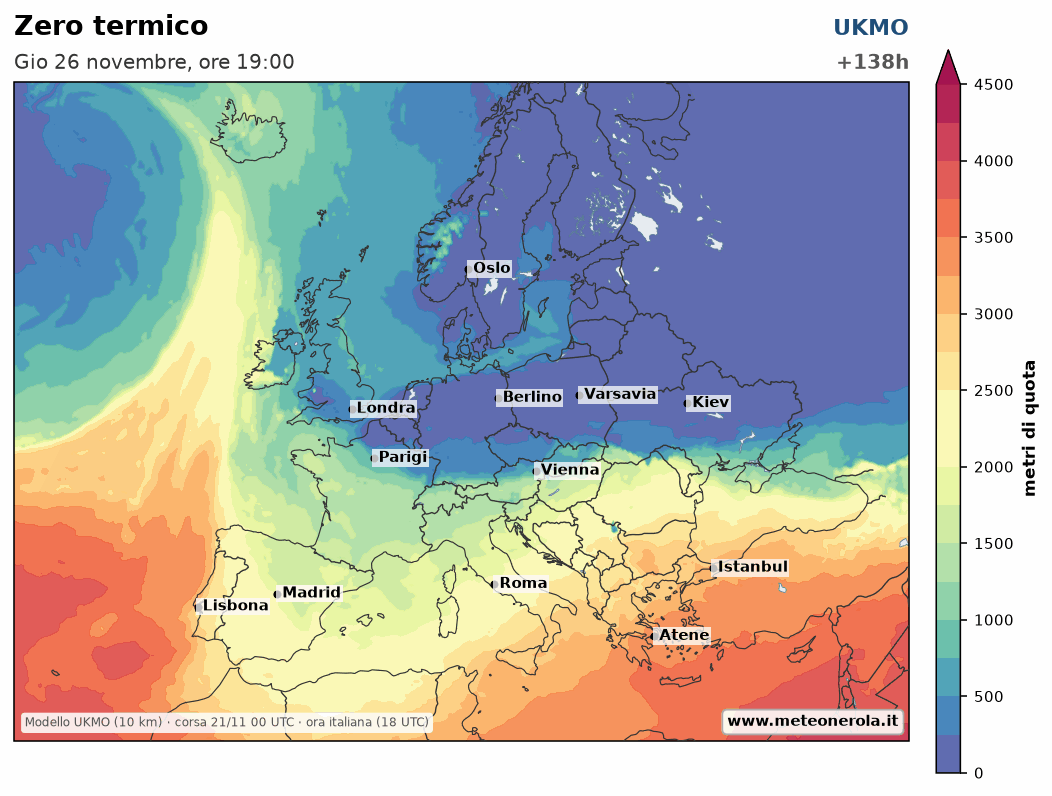 Zero termico
UKMO
Gio 26 novembre, ore 19:00
+138h
Oslo
Berlino
Varsavia
Kiev
Londra
Parigi
Vienna
Istanbul
Roma
Madrid
Lisbona
Atene
Modello UKMO (10 km) · corsa 21/11 00 UTC · ora italiana (18 UTC)
www.meteonerola.it
4500
4000
3500
3000
2500
2000
1500
1000
500
0
metri di quota